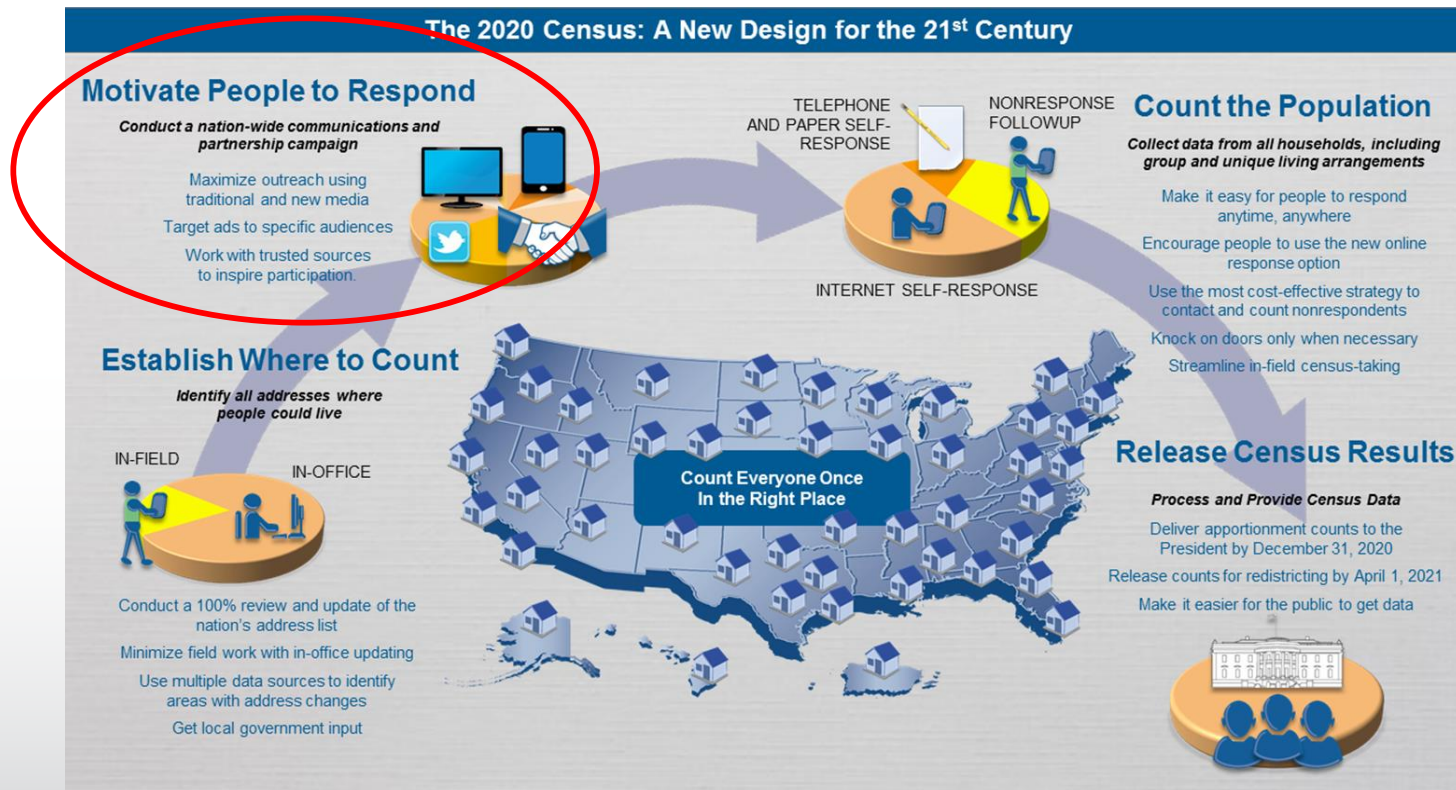 The 2020 Census: A New Design for the 21st Century
Motivate People to Respond
Conduct a nation-wide communications and
partnership campaign
Maximize outreach using
traditional and new media
Target ads to specific audiences
Work with trusted sources
to inspire participation.
Establish Where to Count
Identify all addresses where
people could live
IN-FIELD
IN-OFFICE
Conduct a 100% review and update of the
nation's address list
Minimize field work with in-office updating
Use multiple data sources to identify
areas with address changes
Get local government input
TELEPHONE
AND PAPER SELF-
RESPONSE
NONRESPONSE
FOLLOWUP
INTERNET SELF-RESPONSE
Count Everyone Once
In the Right Place
Count the Population
Collect data from all households, including
group and unique living arrangements
Make it easy for people to respond
anytime, anywhere
Encourage people to use the new online
response option
Use the most cost-effective strategy to
contact and count nonrespondents
Knock on doors only when necessary
Streamline in-field census-taking
Release Census Results
Process and Provide Census Data
Deliver apportionment counts to the
President by December 31, 2020
Release counts for redistricting by April 1, 2021
Make it easier for the public to get data